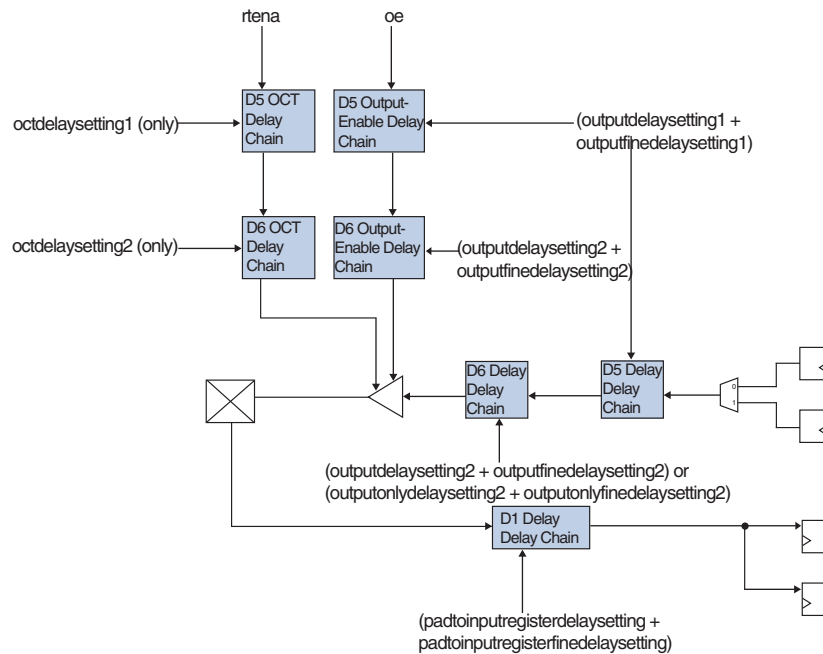 rtena
oe
octdelaysetting1 (only)
D5 OCT
Delay
Chain
D5 Output-
Enable Delay
Chain
(outputdelaysetting1 +
outputfinedelaysetting1)
octdelaysetting2 (only)
D6 OCT
Delay
Chain
D6 Output-
Enable Delay
Chain
(outputdelaysetting2 +
outputfinedelaysetting2)
D6 Delay
Delay
Chain
D5 Delay
Delay
Chain
0
1
(outputdelaysetting2 + outputfinedelaysetting2) or
(outputonlydelaysetting2 + outputonlyfinedelaysetting2)
D1 Delay
Delay Chain
(padtoinputregisterdelaysetting +
padtoinputregisterfinedelaysetting)